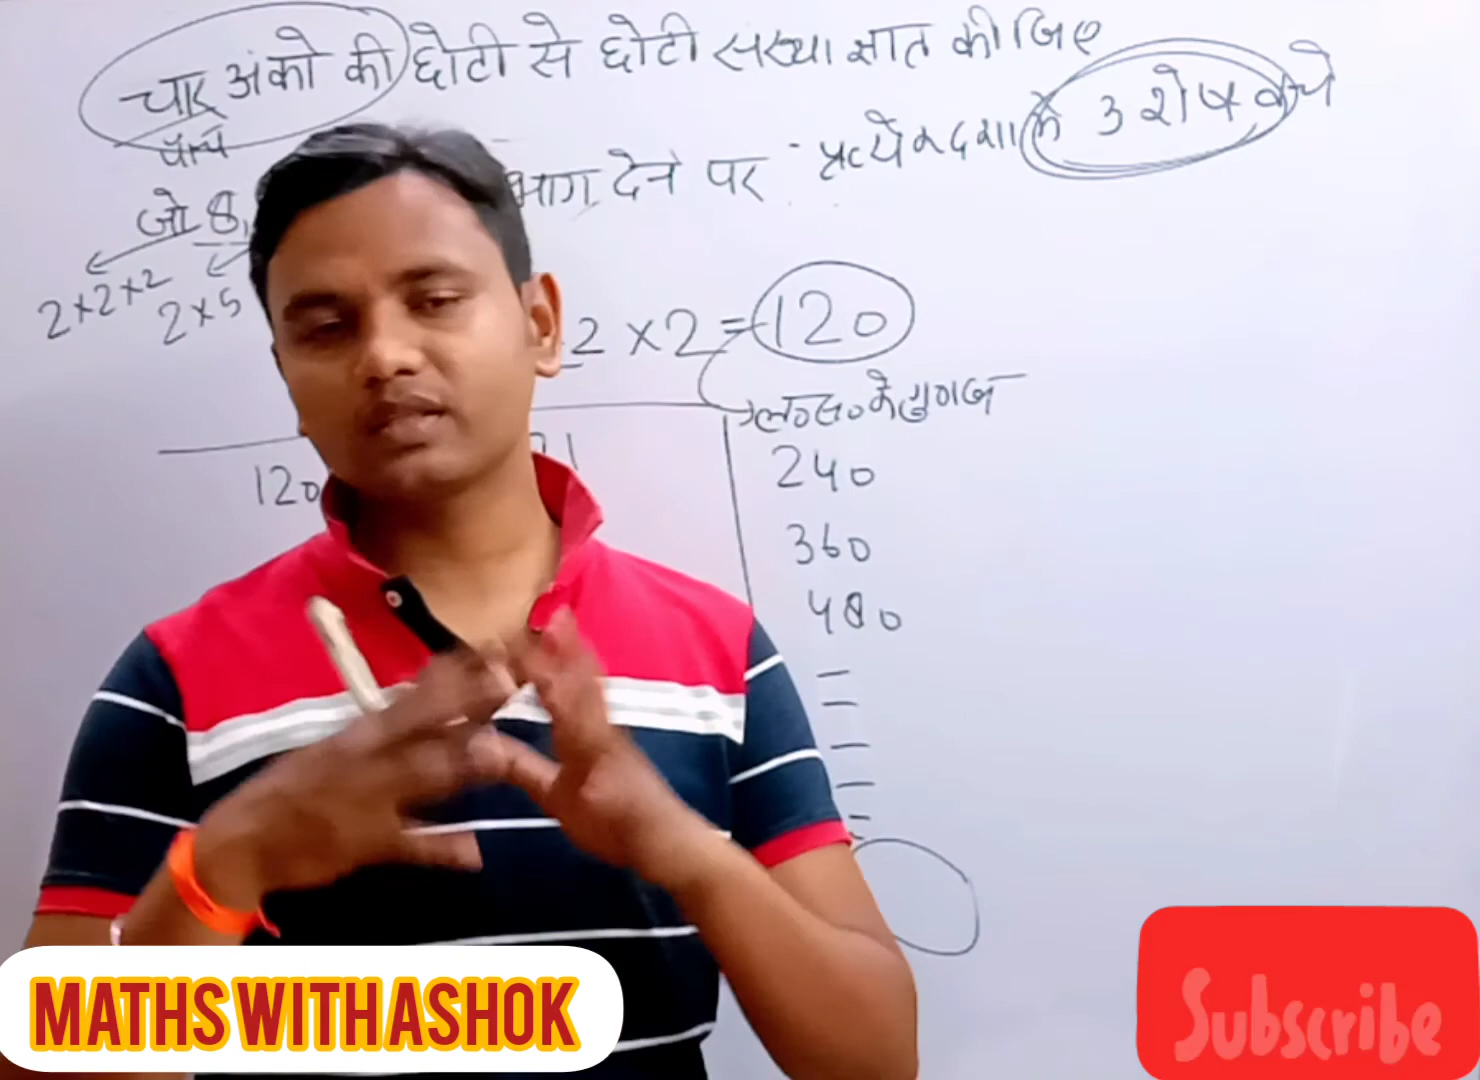 चार अंको की छोटी से छोटी संख्या ज्ञात कीजिए
पांच
जो 8, भाग देने पर प्रत्येक दशा में 3 शेष बचे
2×2×2 2×5
2 ×2 = 120
ल०स०के गुणज
120
240
360
480
MATHS WITH ASHOK
Subscribe